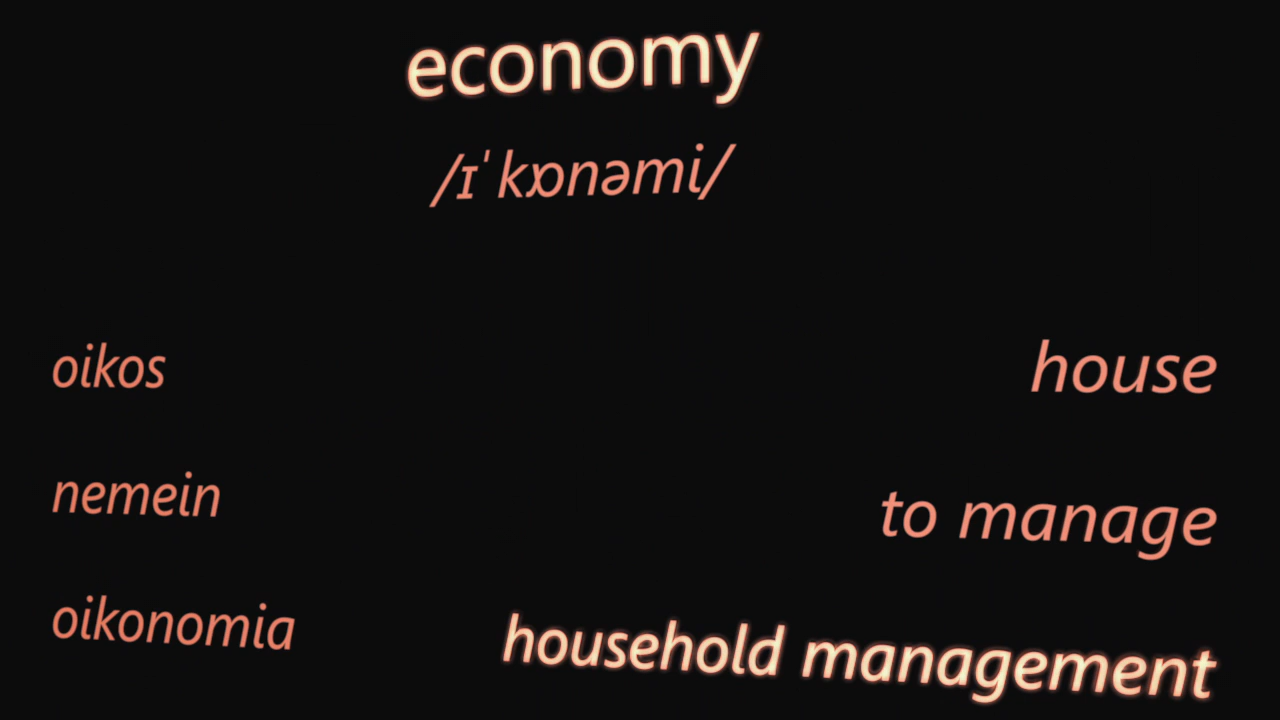 economy
/ɪˈkɒnəmi/
oikos house
nemein to manage
oikonomia household management